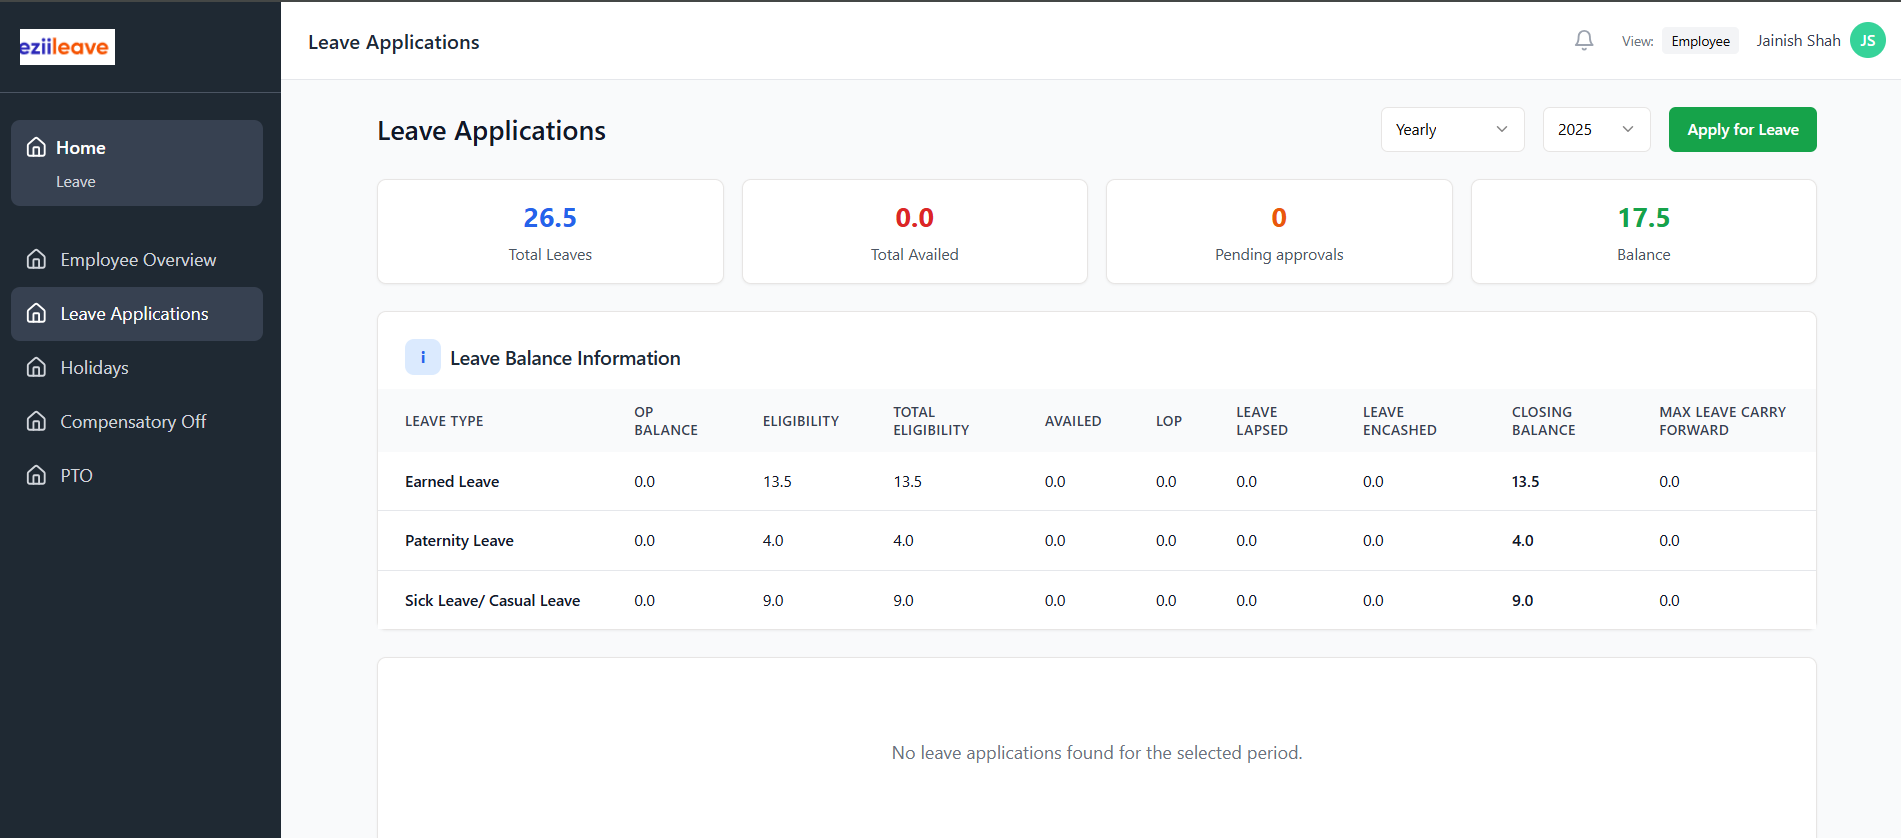 eziileave
Leave Applications
View: Employee Jainish Shah JS
Home
Leave
Employee Overview
Leave Applications
Holidays
Compensatory Off
PTO
Leave Applications
Yearly 2025 Apply for Leave
26.5 0.0 0 17.5
Total Leaves Total Availed Pending approvals Balance
i Leave Balance Information
LEAVE TYPE OP BALANCE ELIGIBILITY TOTAL ELIGIBILITY AVAILED LOP LEAVE LAPSED LEAVE ENCASHED CLOSING BALANCE MAX LEAVE CARRY FORWARD
Earned Leave 0.0 13.5 13.5 0.0 0.0 0.0 0.0 13.5 0.0
Paternity Leave 0.0 4.0 4.0 0.0 0.0 0.0 0.0 4.0 0.0
Sick Leave/ Casual Leave 0.0 9.0 9.0 0.0 0.0 0.0 0.0 9.0 0.0
No leave applications found for the selected period.